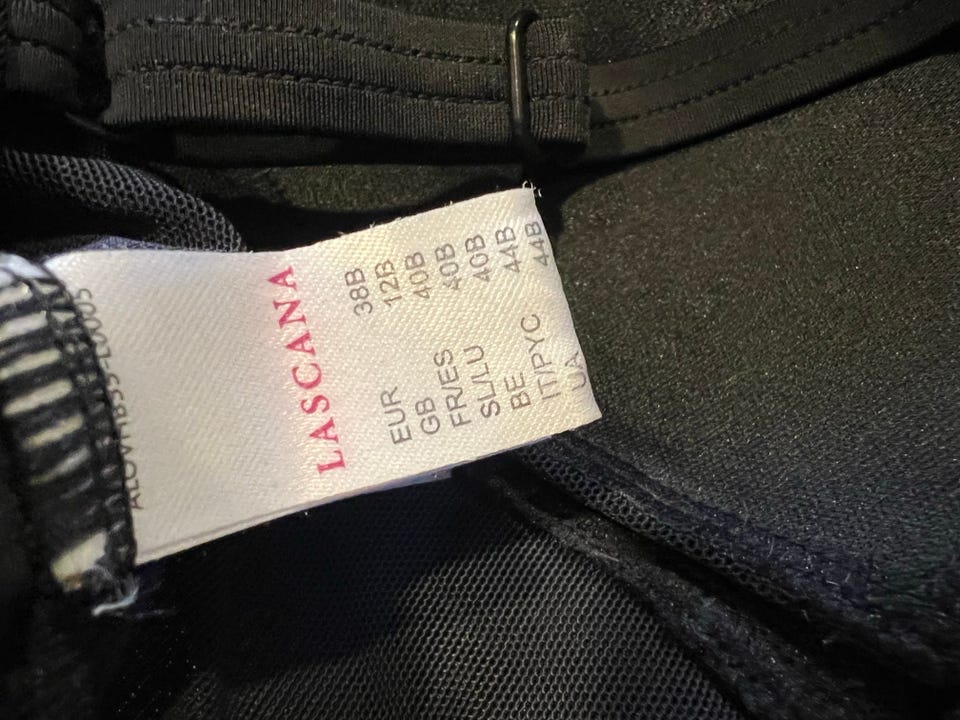 LASCANA
EUR 38B
GB 12B
FR/ES 40B
SL/LU 40B
BE 40B
IT/PYC 44B
UA 44B